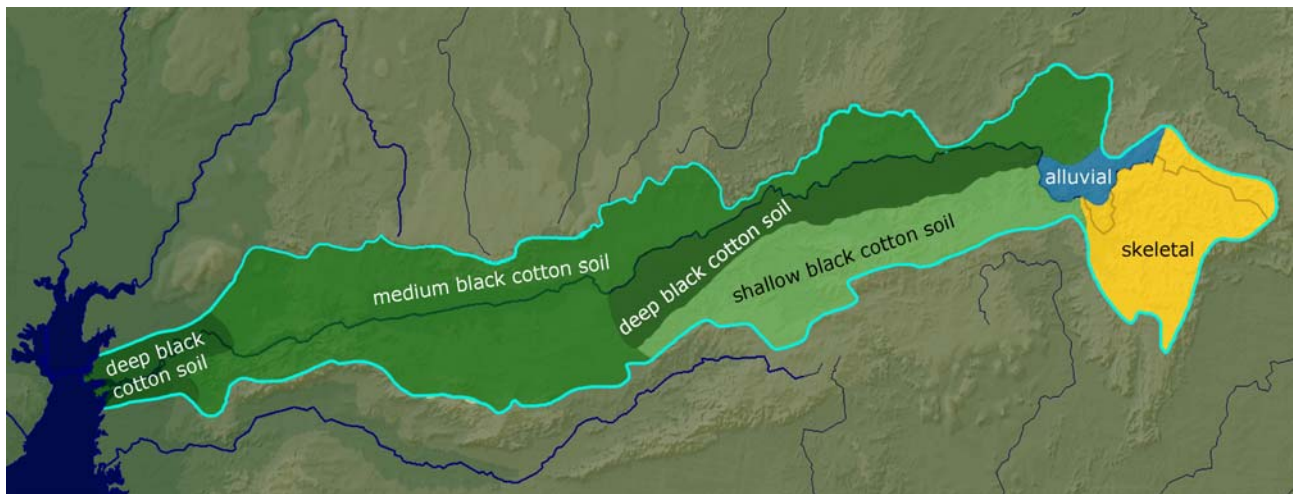 alluvial
skeletal
medium black cotton soil
deep black cotton soil
shallow black cotton soil
deep black
cotton soil